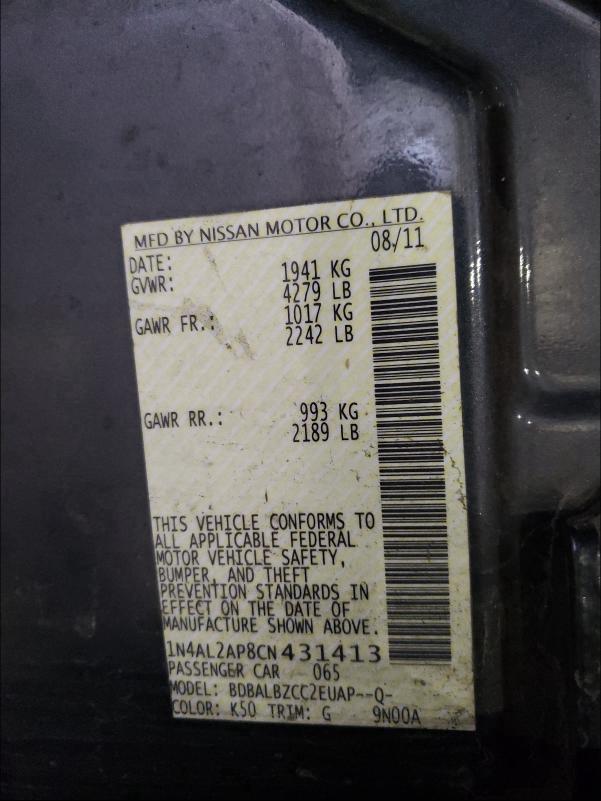 MFD BY NISSAN MOTOR CO., LTD.
DATE: 08/11
GVWR: 1941 KG
4279 LB
GAWR FR.: 1017 KG
2242 LB
GAWR RR.: 993 KG
2189 LB
THIS VEHICLE CONFORMS TO
ALL APPLICABLE FEDERAL
MOTOR VEHICLE SAFETY,
BUMPER, AND THEFT
PREVENTION STANDARDS IN
EFFECT ON THE DATE OF
MANUFACTURE SHOWN ABOVE.
1N4AL2AP8CN431413
PASSENGER CAR 065
MODEL: BDBALBZCC2EUAP--Q-
COLOR: K50 TRIM: G 9N00A